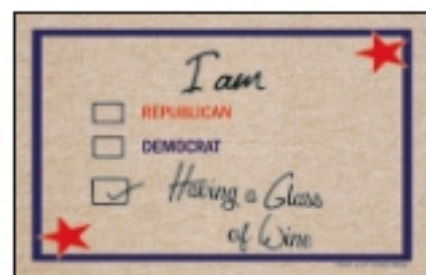 I am
REPUBLICAN
DEMOCRAT
Having a Glass
of Wine